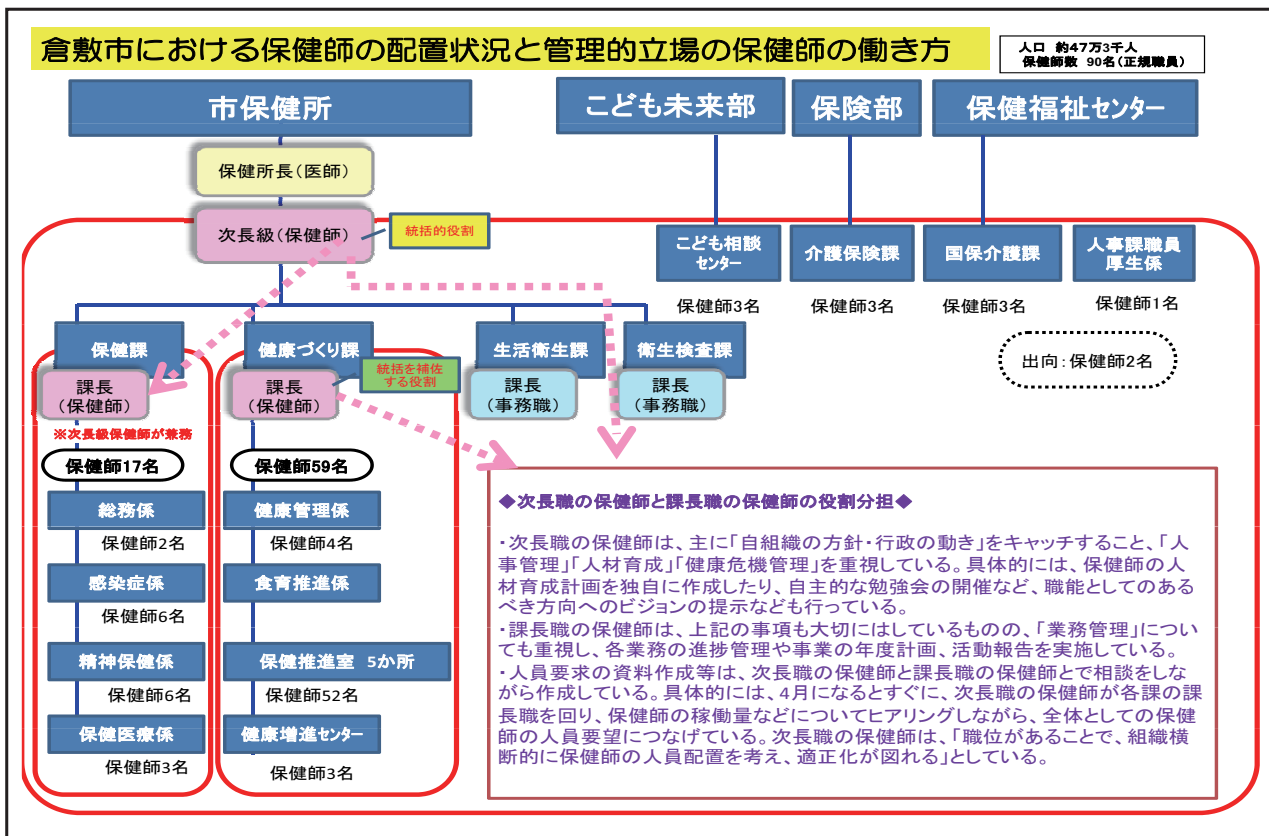 倉敷市における保健師の配置状況と管理的立場の保健師の働き方
人口 約47万3千人
保健師数 90名(正規職員)
市保健所
こども未来部
保険部
保健福祉センター
保健所長(医師)
次長級(保健師)
統括的役割
こども相談
センター
保健師3名
介護保険課
保健師3名
国保介護課
保健師3名
人事課職員
厚生係
保健師1名
出向:保健師2名
保健課
課長
(保健師)
※次長級保健師が兼務
保健師17名
総務係
保健師2名
感染症係
保健師6名
精神保健係
保健師6名
保健医療係
保健師3名
健康づくり課
課長
(保健師)
統括を補佐
する役割
保健師59名
健康管理係
保健師4名
食育推進係
保健推進室 5か所
保健師52名
健康増進センター
保健師3名
生活衛生課
課長
(事務職)
衛生検査課
課長
(事務職)
◆次長職の保健師と課長職の保健師の役割分担◆
・次長職の保健師は、主に「自組織の方針・行政の動き」をキャッチすること、「人
事管理」「人材育成」「健康危機管理」を重視している。具体的には、保健師の人
材育成計画を独自に作成したり、自主的な勉強会の開催など、職能としてのある
べき方向へのビジョンの提示なども行っている。
・課長職の保健師は、上記の事項も大切にはしているものの、「業務管理」につい
ても重視し、各業務の進捗管理や事業の年度計画、活動報告を実施している。
・人員要求の資料作成等は、次長職の保健師と課長職の保健師とで相談をしな
がら作成している。具体的には、4月になるとすぐに、次長職の保健師が各課の課
長職を回り、保健師の稼働量などについてヒアリングしながら、全体としての保健
師の人員要望につなげている。次長職の保健師は、「職位があることで、組織横
断的に保健師の人員配置を考え、適正化が図れる」としている。